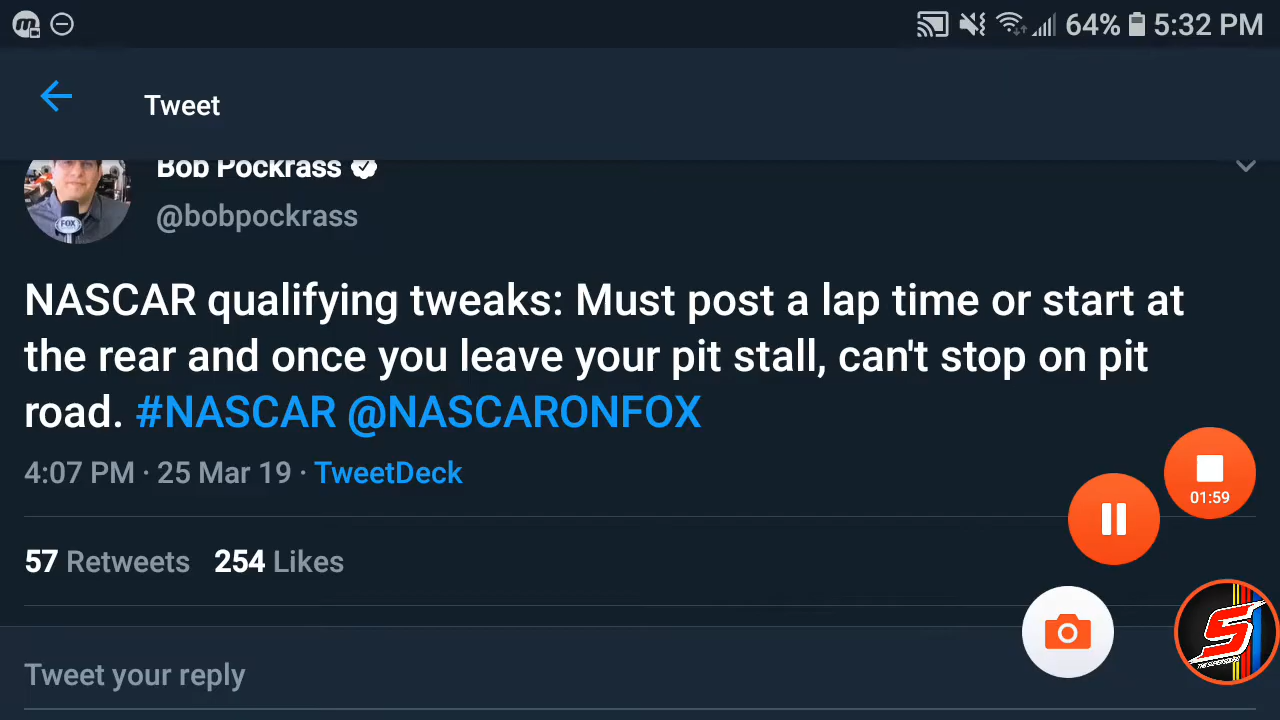 64% 5:32 PM
Tweet
Bob Pockrass
@bobpockrass
FOX
NASCAR qualifying tweaks: Must post a lap time or start at
the rear and once you leave your pit stall, can't stop on pit
road. #NASCAR @NASCARONFOX
4:07 PM · 25 Mar 19 · TweetDeck
01:59
57 Retweets 254 Likes
Tweet your reply